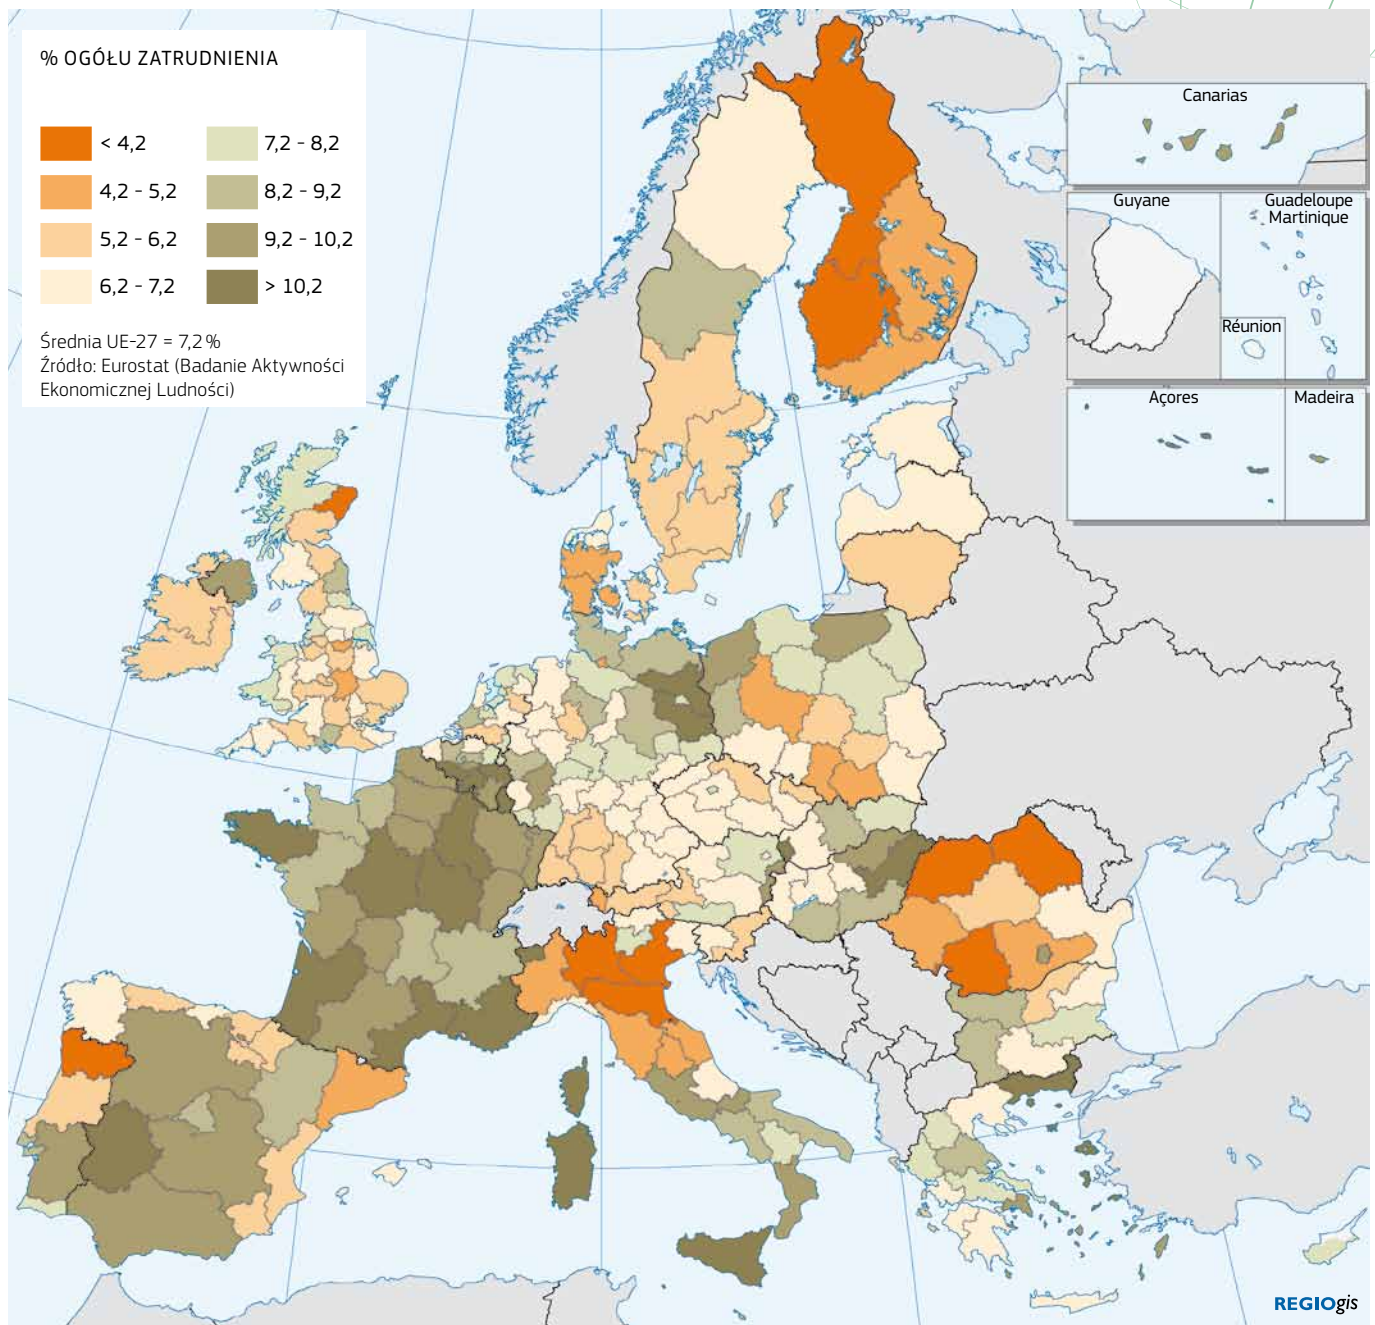 % OGÓŁU ZATRUDNIENIA
< 4,2
4,2 - 5,2
5,2 - 6,2
6,2 - 7,2
7,2 - 8,2
8,2 - 9,2
9,2 - 10,2
> 10,2
Średnia UE-27 = 7,2 %
Źródło: Eurostat (Badanie Aktywności
Ekonomicznej Ludności)
Canarias
Guyane
Guadeloupe
Martinique
Réunion
Açores
Madeira
REGIOgis